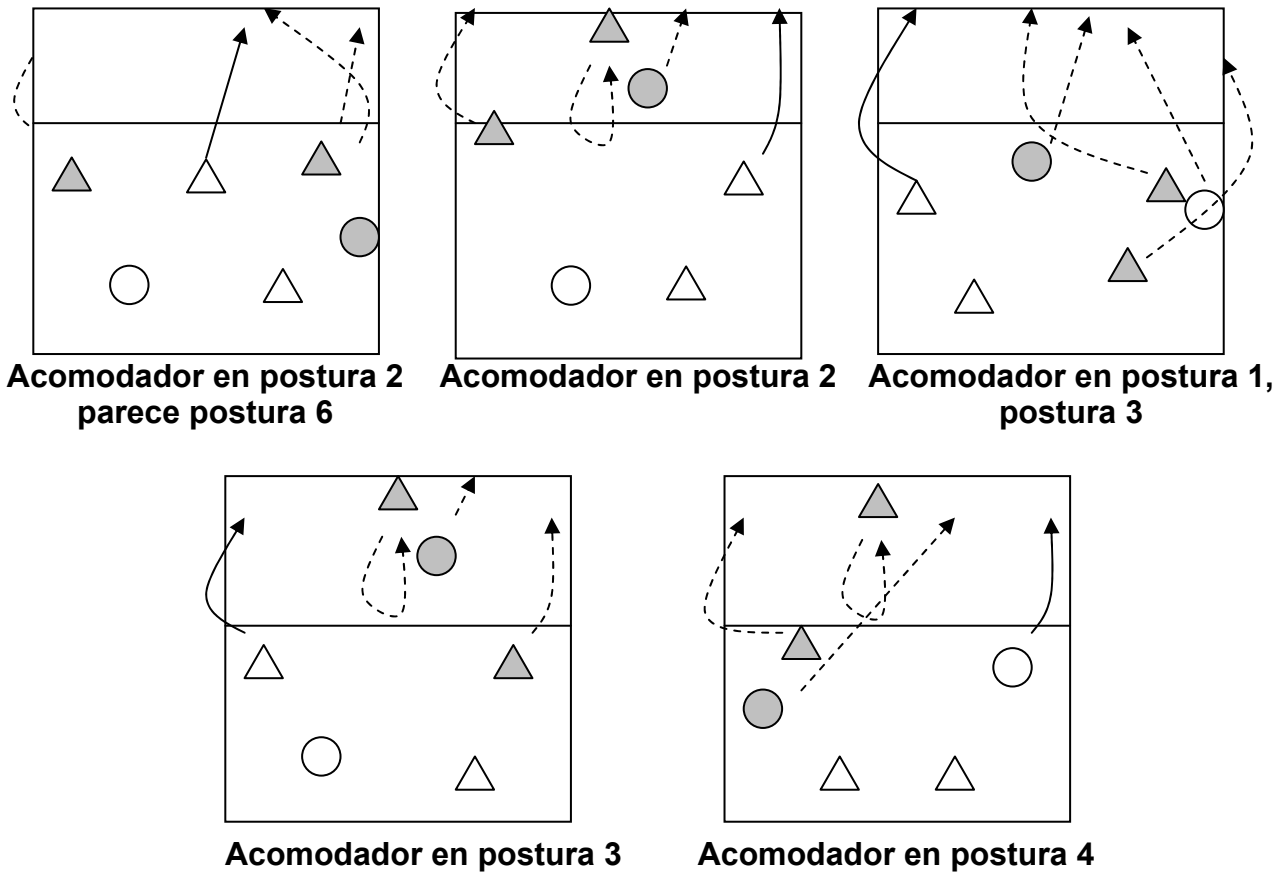 Acomodador en postura 2
parece postura 6
Acomodador en postura 2
Acomodador en postura 1,
postura 3
Acomodador en postura 3
Acomodador en postura 4